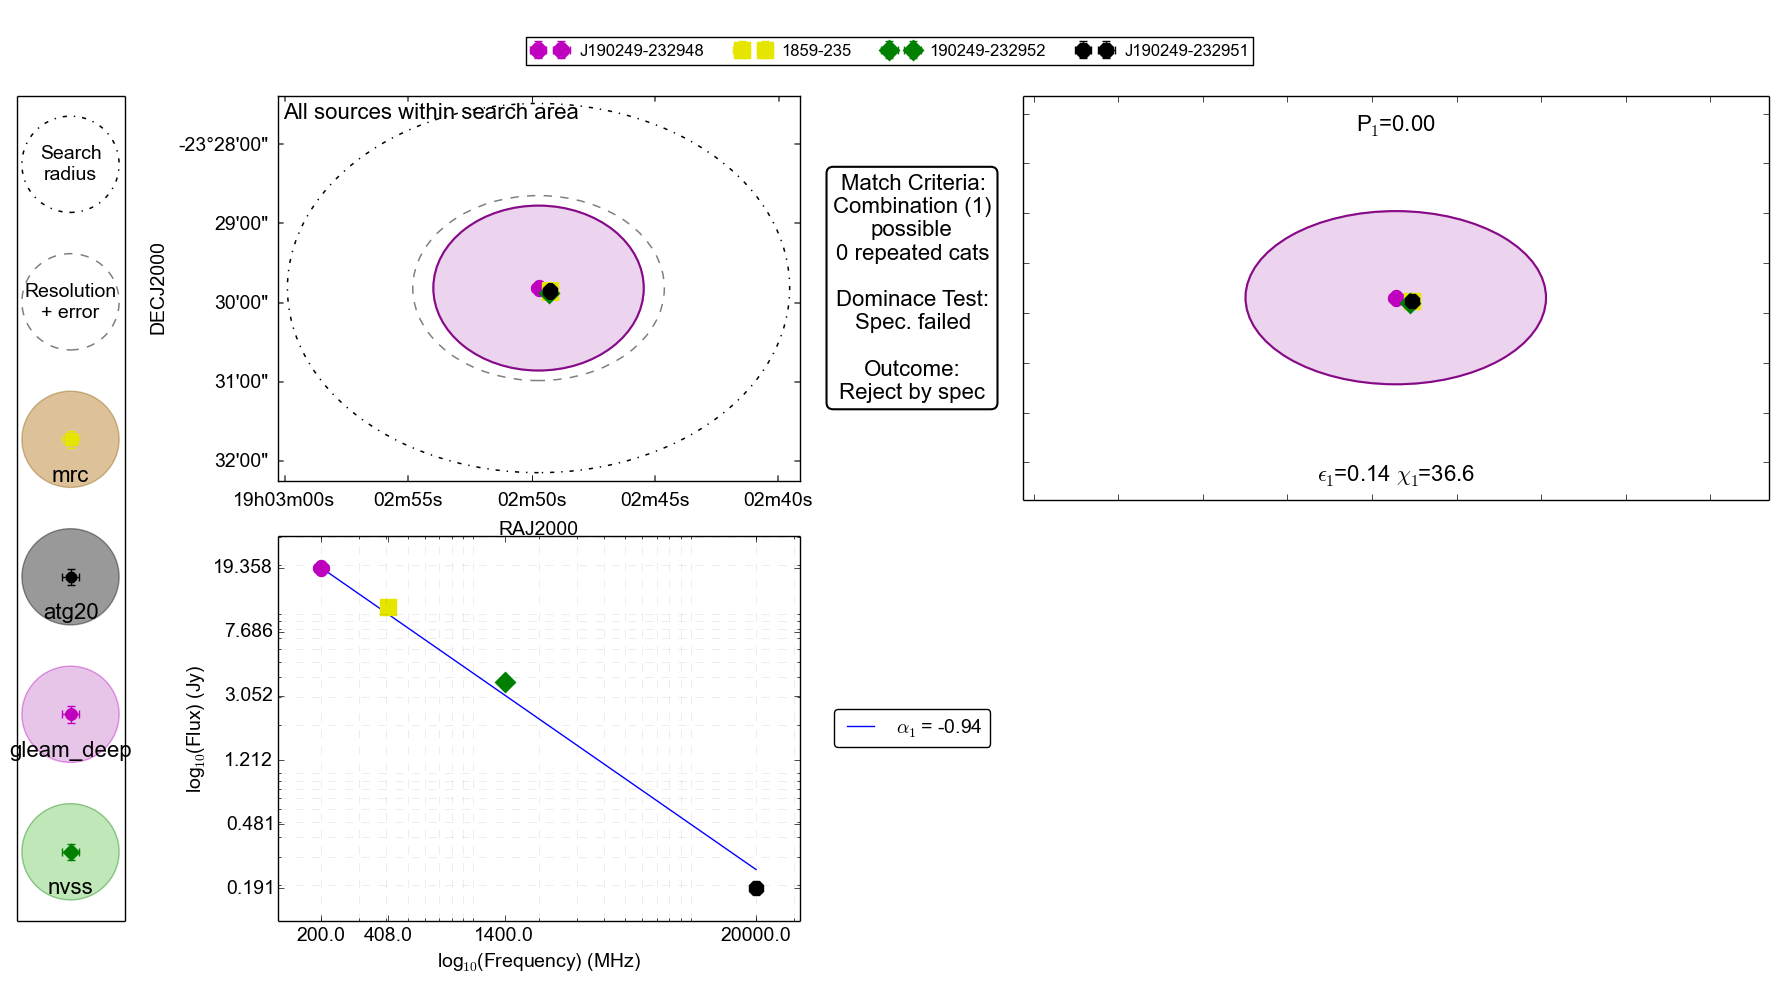 J190249-232948
1859-235
190249-232952
J190249-232951
Search
radius
Resolution
+ error
mrc
atg20
gleam_deep
nvss
All sources within search area
DECJ2000
-23°28'00"
29'00"
30'00"
31'00"
32'00"
19h03m00s
02m55s
02m50s
02m45s
02m40s
RAJ2000
Match Criteria:
Combination (1)
possible
0 repeated cats
Dominace Test:
Spec. failed
Outcome:
Reject by spec
P₁=0.00
ϵ₁=0.14 χ₁=36.6
log₁₀(Flux) (Jy)
19.358
7.686
3.052
1.212
0.481
0.191
200.0
408.0
1400.0
20000.0
log₁₀(Frequency) (MHz)
α₁ = -0.94